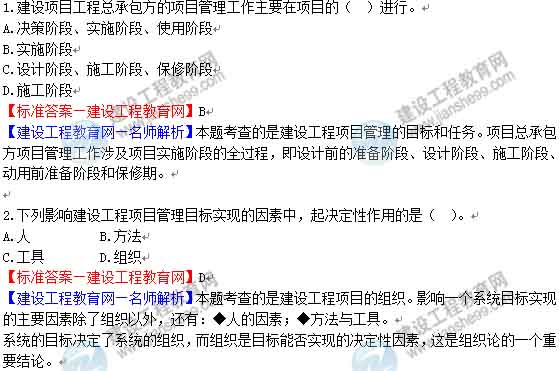 1.建设项目工程总承包方的项目管理工作主要在项目的（  ）进行。
A.决策阶段、实施阶段、使用阶段
B.实施阶段
C.设计阶段、施工阶段、保修阶段
D.施工阶段
【标准答案—建设工程教育网】B
【建设工程教育网—名师解析】本题考查的是建设工程项目管理的目标和任务。项目总承包
方项目管理工作涉及项目实施阶段的全过程，即设计前的准备阶段、设计阶段、施工阶段、
动用前准备阶段和保修期。
2.下列影响建设工程项目管理目标实现的因素中，起决定性作用的是（  ）。
A.人 B.方法
C.工具 D.组织
【标准答案—建设工程教育网】D
【建设工程教育网—名师解析】本题考查的是建设工程项目的组织。影响一个系统目标实现
的主要因素除了组织以外，还有：◆人的因素；◆方法与工具。
系统的目标决定了系统的组织，而组织是目标能否实现的决定性因素，这是组织论的一个重
要结论。
建设工程教育网
www.jianshe99.com